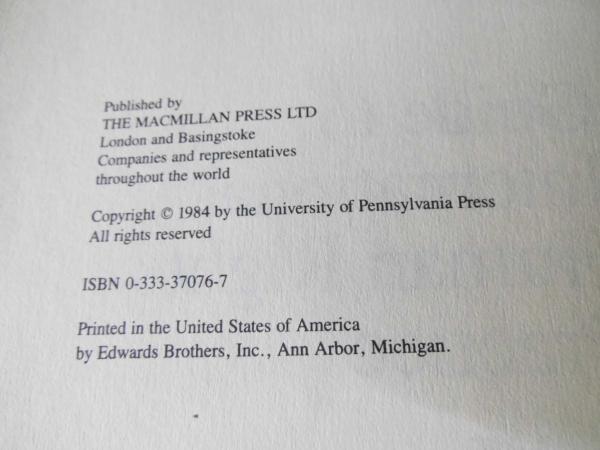 Published by
THE MACMILLAN PRESS LTD
London and Basingstoke
Companies and representatives
throughout the world
Copyright © 1984 by the University of Pennsylvania Press
All rights reserved
ISBN 0-333-37076-7
Printed in the United States of America
by Edwards Brothers, Inc., Ann Arbor, Michigan.